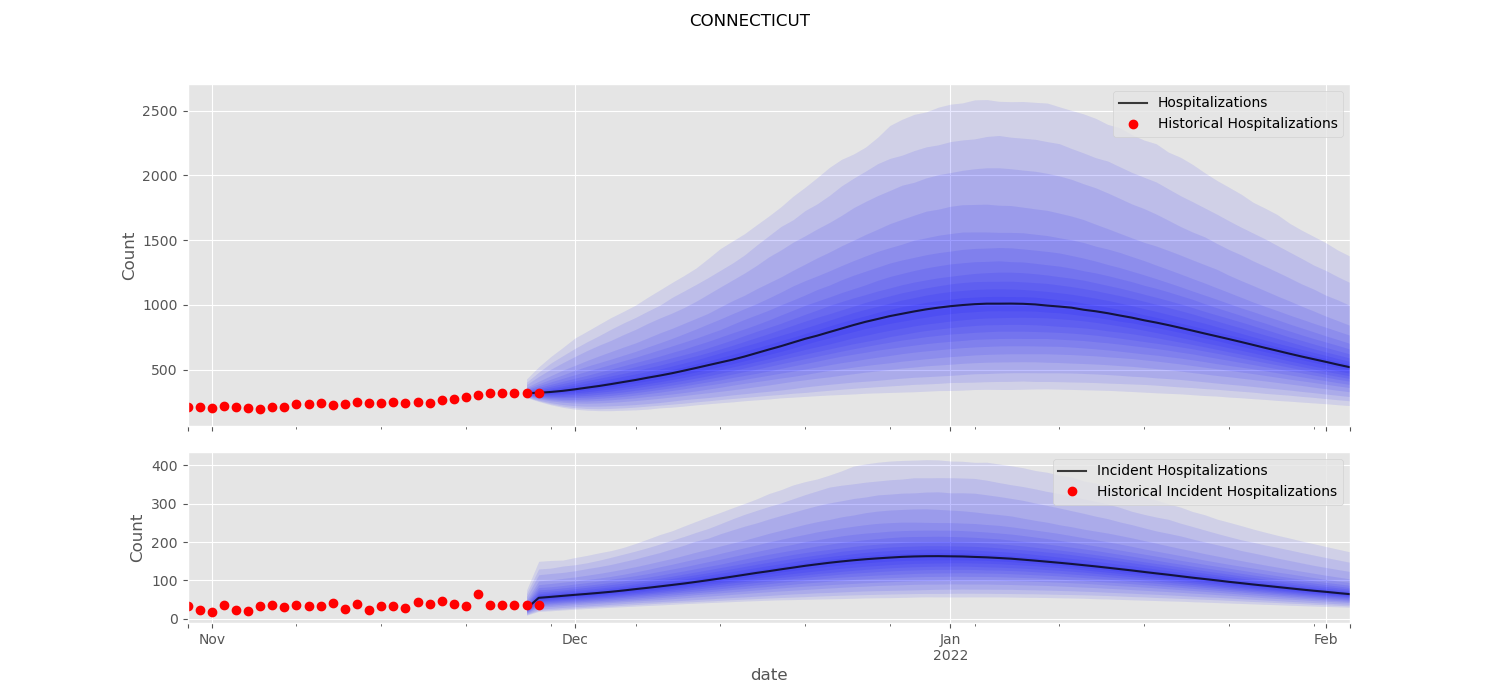 CONNECTICUT
2500
2000
1500
1000
500
Count
Hospitalizations
Historical Hospitalizations
400
300
200
100
0
Count
Incident Hospitalizations
Historical Incident Hospitalizations
Nov Dec Jan Feb
2022
date